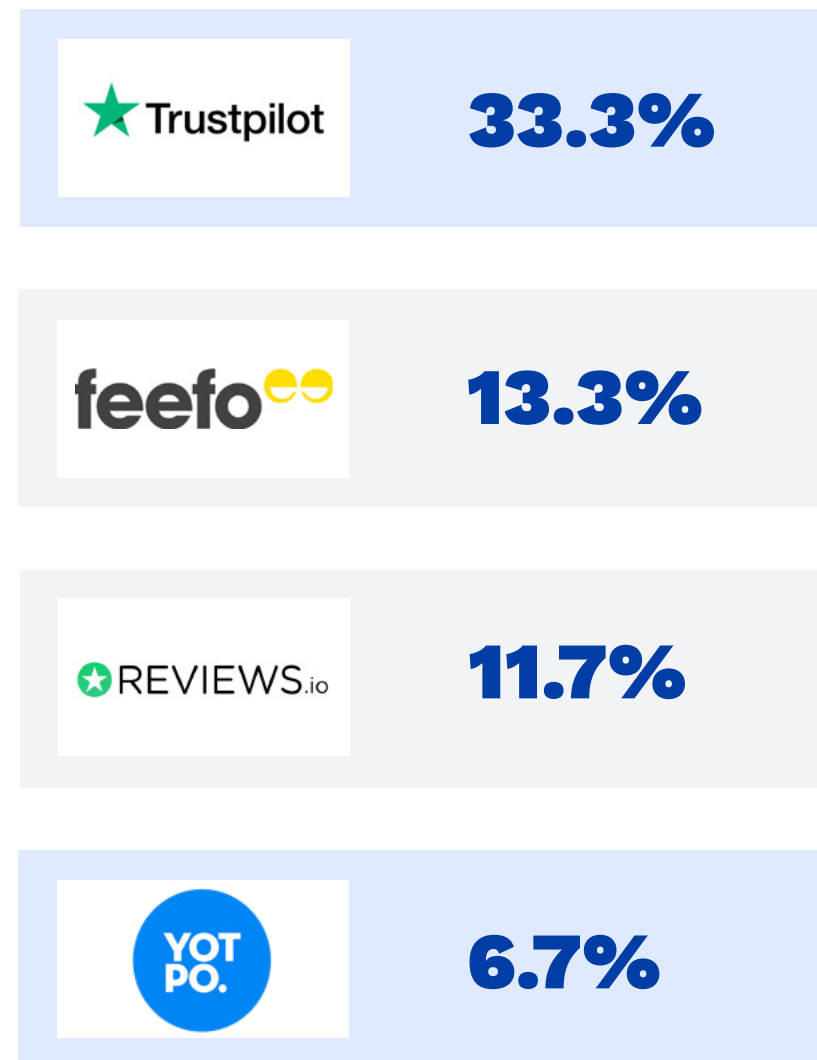 Trustpilot
33.3%
feefo
13.3%
REVIEWS.io
11.7%
YOT
PO.
6.7%